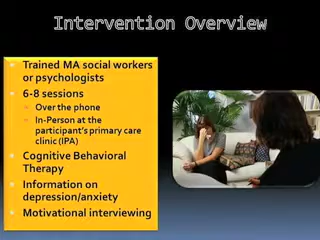 Intervention Overview
Trained MA social workers
or psychologists
6-8 sessions
Over the phone
In-Person at the
participant's primary care
clinic (IPA)
Cognitive Behavioral
Therapy
Information on
depression/anxiety
Motivational interviewing